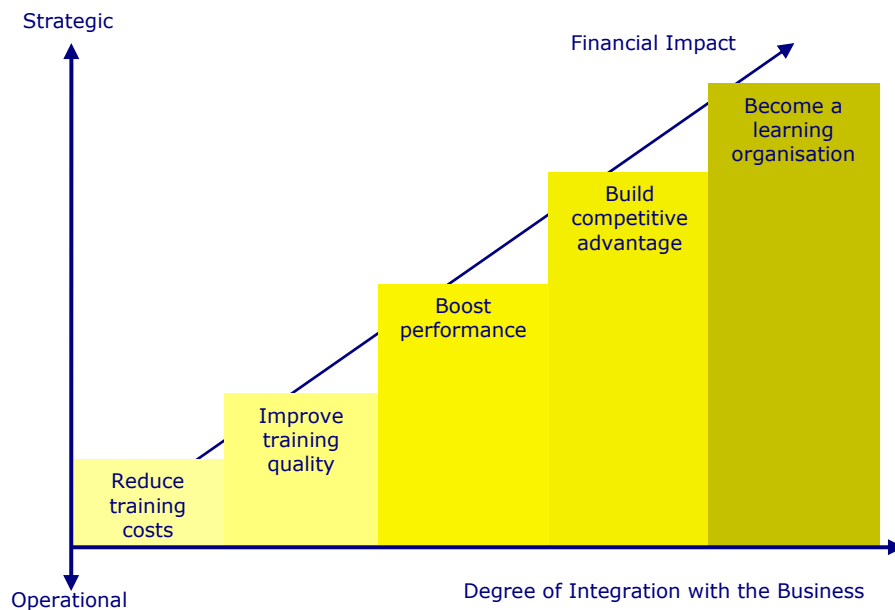 Strategic
Financial Impact
Become a
learning
organisation
Build
competitive
advantage
Boost
performance
Improve
training
quality
Reduce
training
costs
Operational
Degree of Integration with the Business